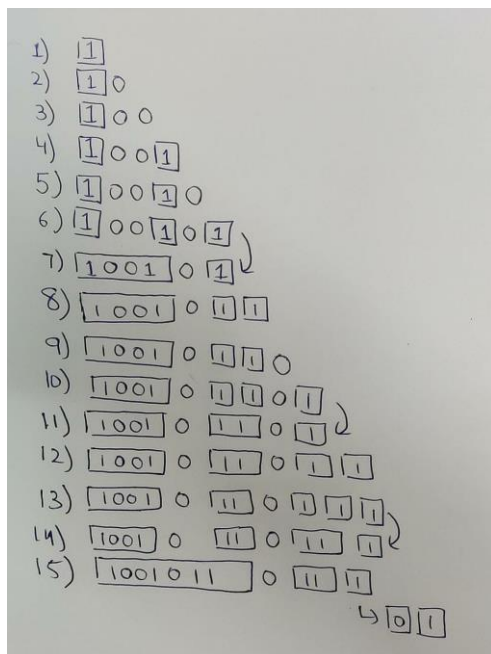 1) 1
2) 1 0
3) 1 0 0
4) 1 0 0 1
5) 1 0 0 1 0
6) 1 0 0 1 0 1
7) 1001 0 1
8) 1001 0 1 1
9) 1001 0 1 1 0
10) 1001 0 1 1 0 1
11) 1001 0 11 0 1
12) 1001 0 11 0 1 1
13) 1001 0 11 0 1 1 1
14) 1001 0 11 0 11 1
15) 1001011 0 11 1
↳ 0 1